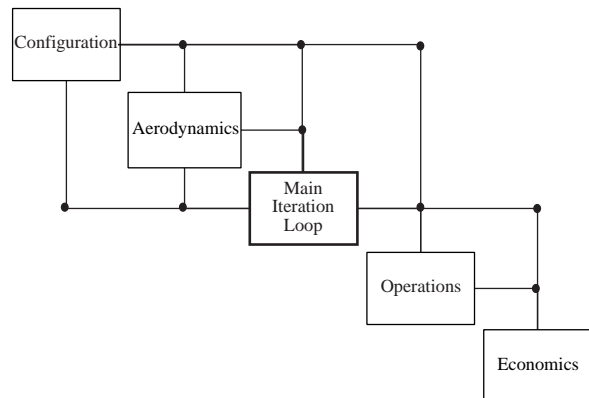 Configuration
Aerodynamics
Main
Iteration
Loop
Operations
Economics